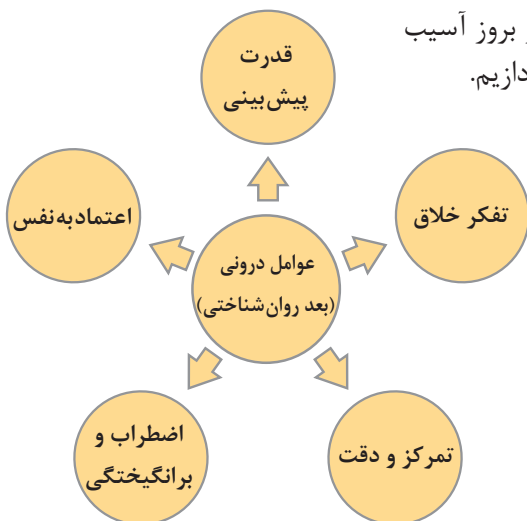 بروز آسیب
دازیم.
قدرت
پیش‌بینی
تفکر خلاق
اعتمادبه‌نفس
عوامل درونی
(بعد روان‌شناختی)
اضطراب و
برانگیختگی
تمرکز و دقت